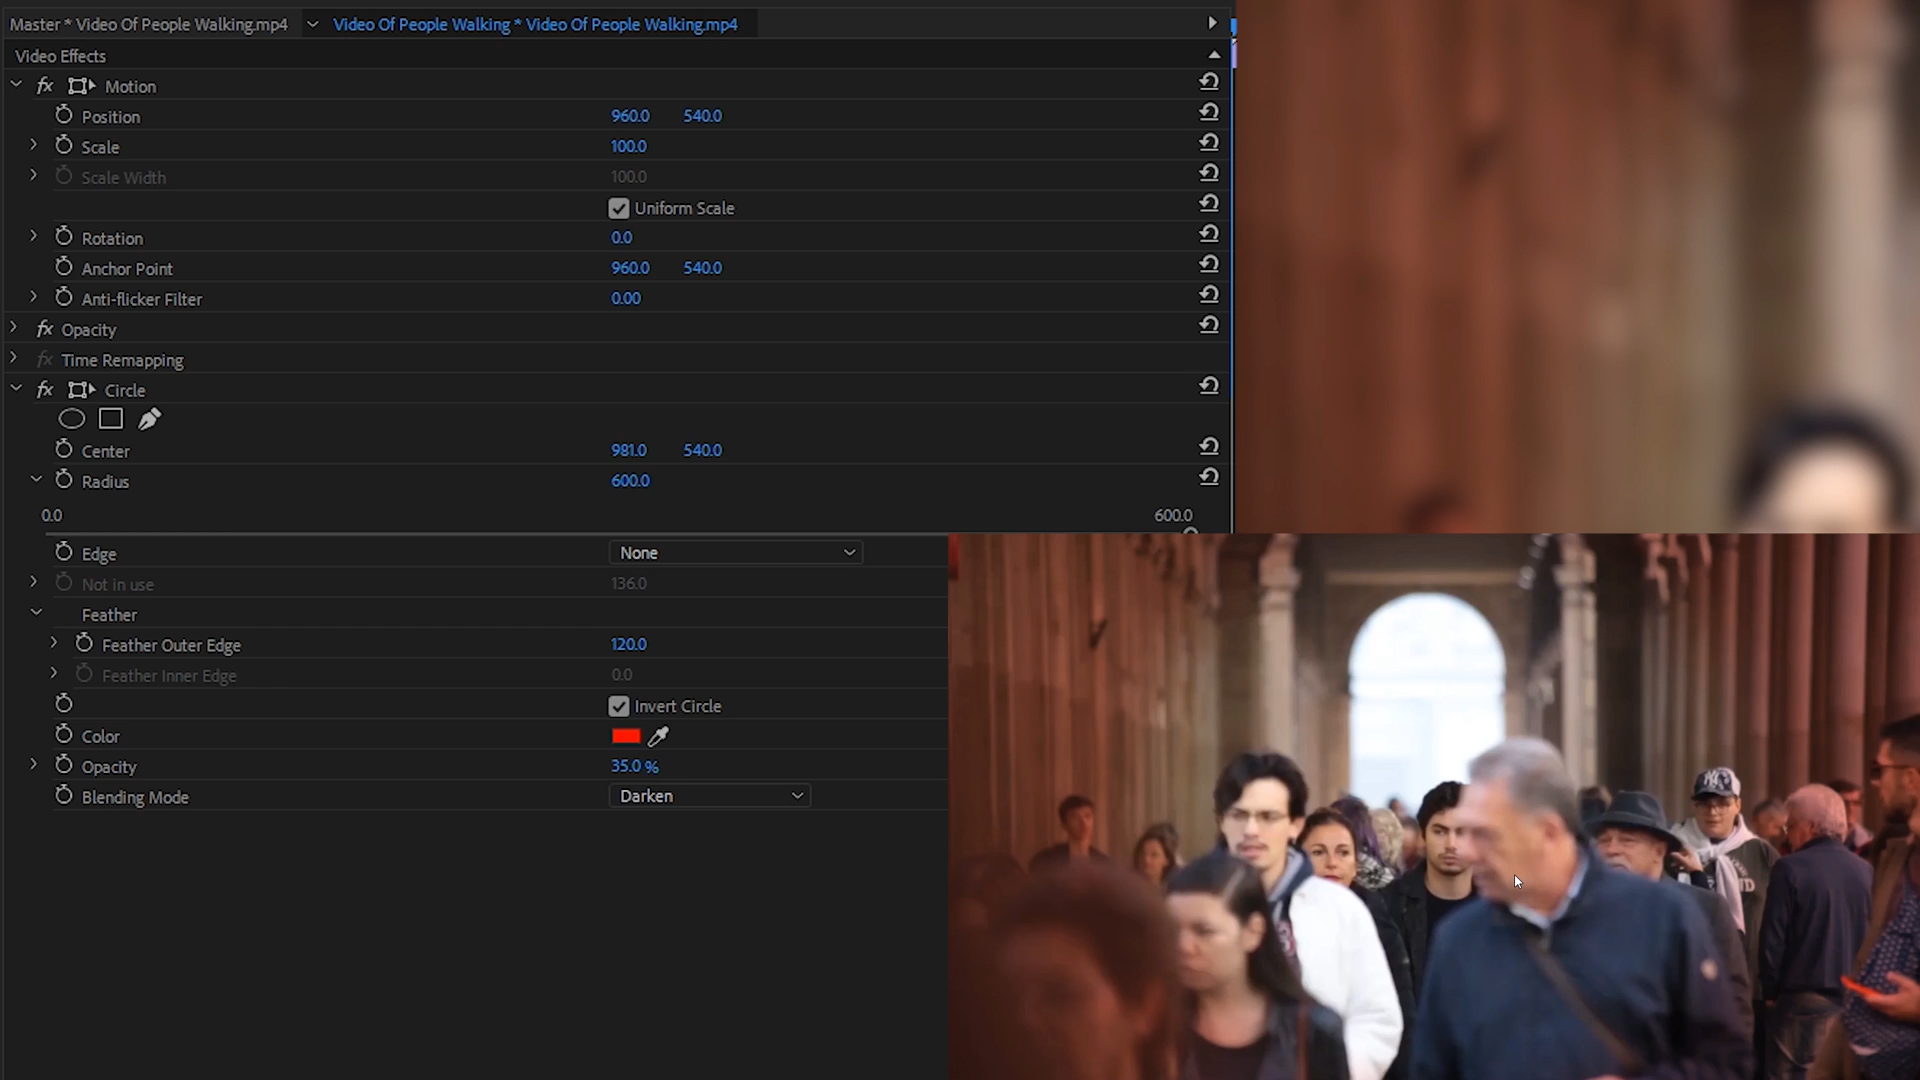 Master * Video Of People Walking.mp4 Video Of People Walking * Video Of People Walking.mp4
Video Effects
fx Motion
Position 960.0 540.0
Scale 100.0
Scale Width 100.0
Uniform Scale
Rotation 0.0
Anchor Point 960.0 540.0
Anti-flicker Filter 0.00
fx Opacity
fx Time Remapping
fx Circle
Center 981.0 540.0
Radius 600.0
0.0 600.0
Edge None
Not in use 136.0
Feather
Feather Outer Edge 120.0
Feather Inner Edge 0.0
Invert Circle
Color
Opacity 35.0 %
Blending Mode Darken